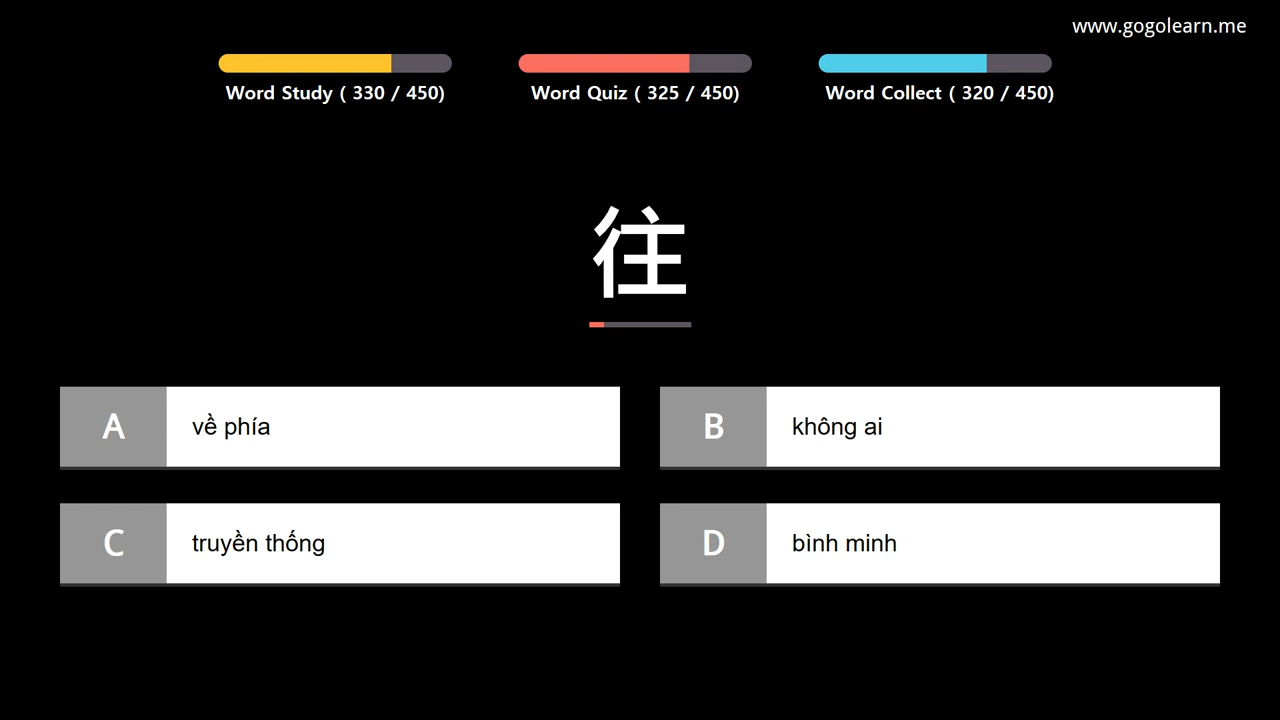 www.gogolearn.me
Word Study ( 330 / 450)
Word Quiz ( 325 / 450)
Word Collect ( 320 / 450)
往
A về phía
B không ai
C truyền thống
D bình minh